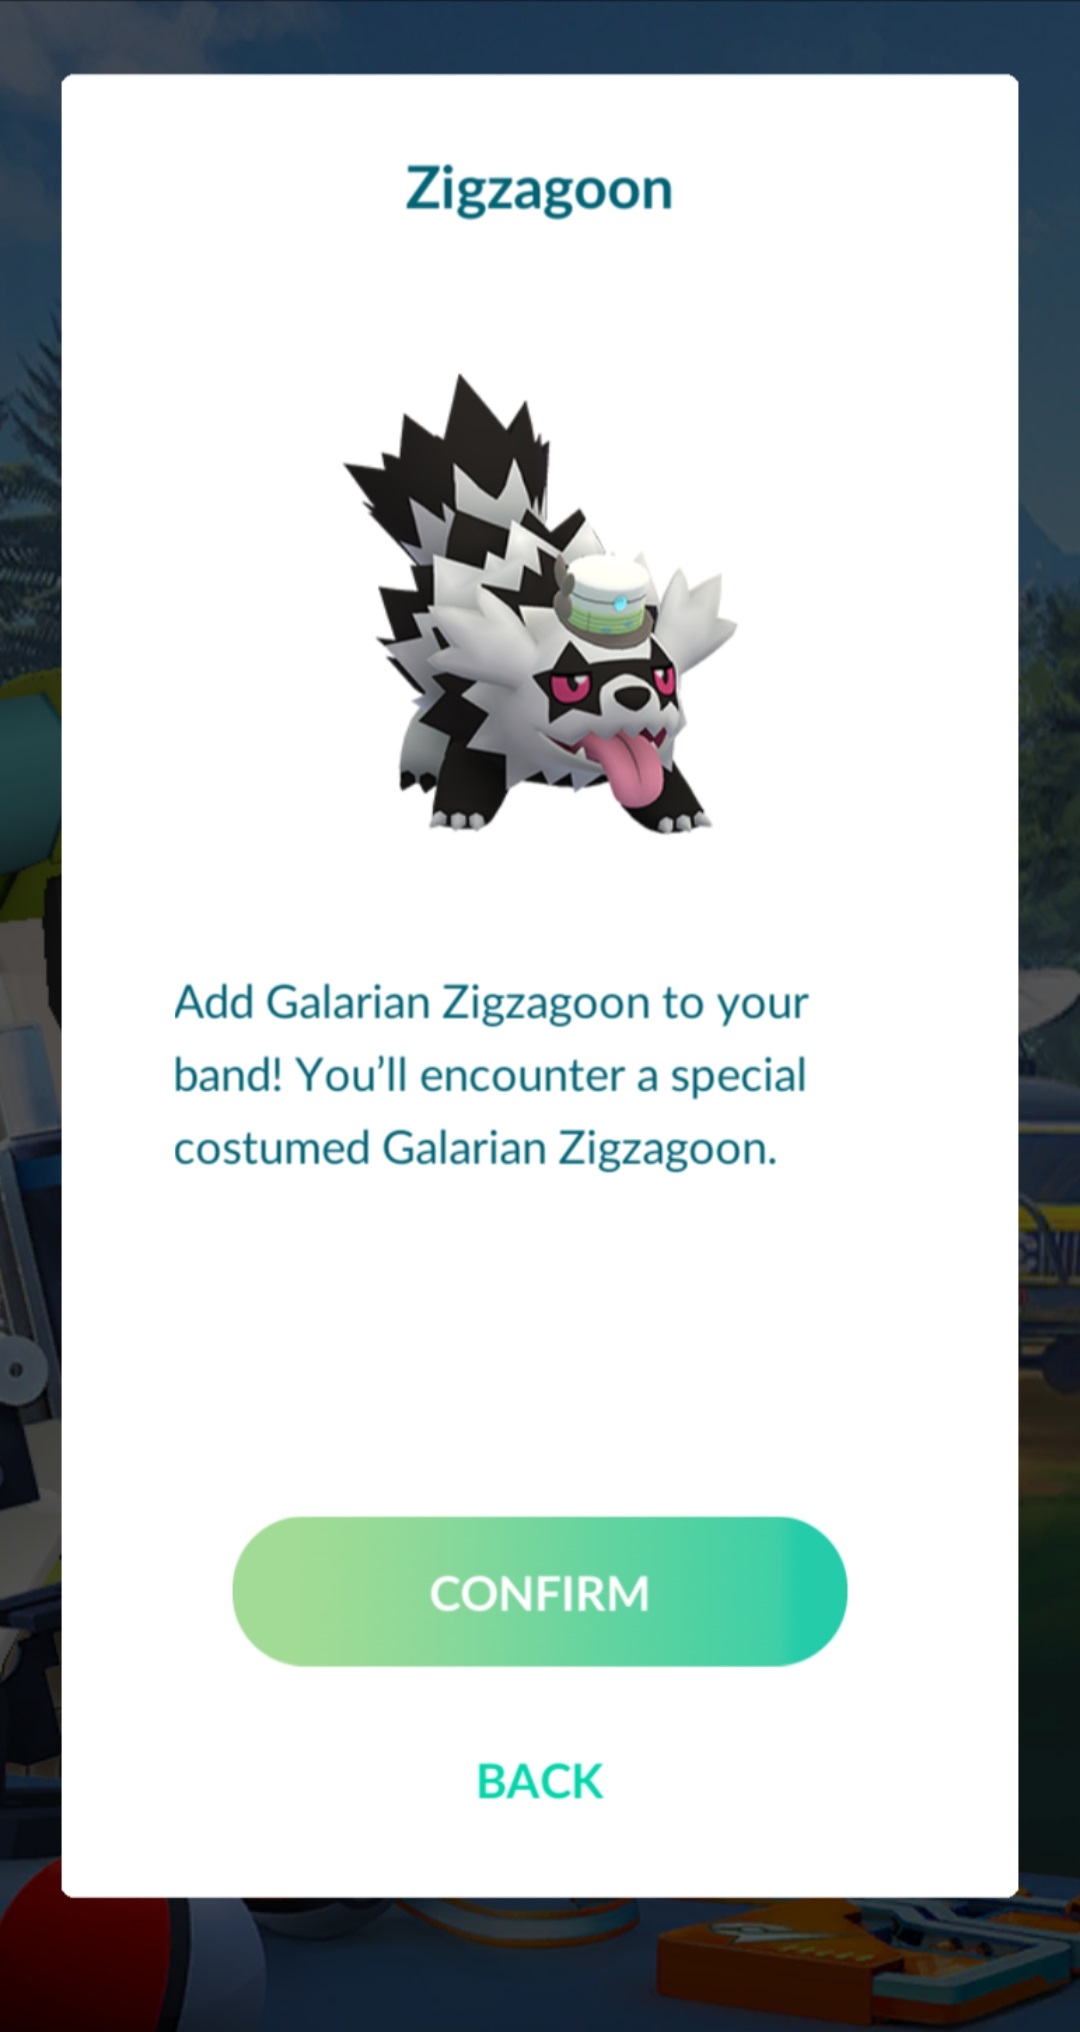 Zigzagoon
Add Galarian Zigzagoon to your
band! You’ll encounter a special
costumed Galarian Zigzagoon.
CONFIRM
BACK